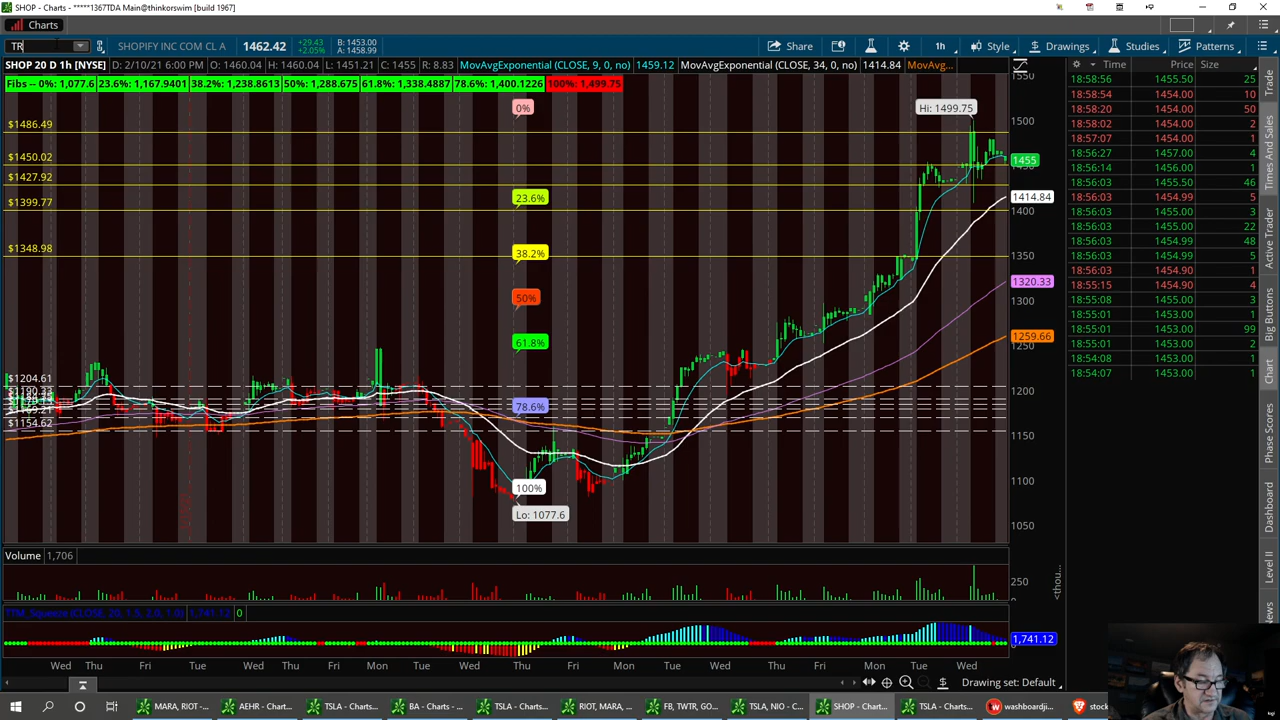 SHOP - Charts - *****1367TDA Main@thinkorswim [build 1967]
Charts
TR
SHOPIFY INC COM CL A
1462.42
+29.43
+2.05%
B: 1453.00
A: 1458.99
Share
1h
Style
Drawings
Studies
Patterns
SHOP 20 D 1h [NYSE]
D: 2/10/21 6:00 PM
O: 1460.04
H: 1460.04
L: 1451.21
C: 1455
R: 8.83
MovAvgExponential (CLOSE, 9, 0, no)
1459.12
MovAvgExponential (CLOSE, 34, 0, no)
1414.84
MovAvg...
Fibs -- 0%: 1,077.6
23.6%: 1,167.9401
38.2%: 1,238.8613
50%: 1,288.675
61.8%: 1,338.4887
78.6%: 1,400.1226
100%: 1,499.75
0%
Hi: 1499.75
$1486.49
$1450.02
$1427.92
$1399.77
$1348.98
23.6%
38.2%
50%
61.8%
78.6%
100%
Lo: 1077.6
$1204.61
$1169.21
$1154.62
1550
1500
1455
1414.84
1400
1350
1320.33
1300
1259.66
1250
1200
1150
1100
1050
Volume
1,706
250
0
<thou...
TTM_Squeeze (CLOSE, 20, 1.5, 2.0, 1.0)
1,741.12
0
1,741.12
Wed
Thu
Fri
Tue
Wed
Thu
Fri
Mon
Tue
Wed
Thu
Fri
Mon
Tue
Thu
Fri
Mon
Tue
Wed
Drawing set: Default
Time
Price
Size
18:58:56 1455.50 25
18:58:54 1454.00 10
18:58:20 1454.00 50
18:58:02 1454.00 2
18:57:07 1454.00 1
18:56:27 1457.00 4
18:56:14 1456.00 1
18:56:03 1455.50 46
18:56:03 1454.99 5
18:56:03 1455.00 3
18:56:03 1455.00 22
18:56:03 1454.99 48
18:56:03 1454.99 5
18:56:03 1454.90 1
18:55:15 1454.90 4
18:55:08 1455.00 3
18:55:01 1453.00 1
18:55:01 1453.00 99
18:55:01 1453.00 2
18:54:08 1453.00 1
18:54:07 1453.00 1
Trade
Times And Sales
Active Trader
Big Buttons
Chart
Phase Scores
Dashboard
Level II
News
MARA, RIOT - ...
AEHR - Charts...
TSLA - Charts...
BA - Charts - ...
TSLA - Charts...
RIOT, MARA, ...
FB, TWTR, GO...
TSLA, NIO - C...
SHOP - Chart...
TSLA - Charts...
washboardji...
stoc